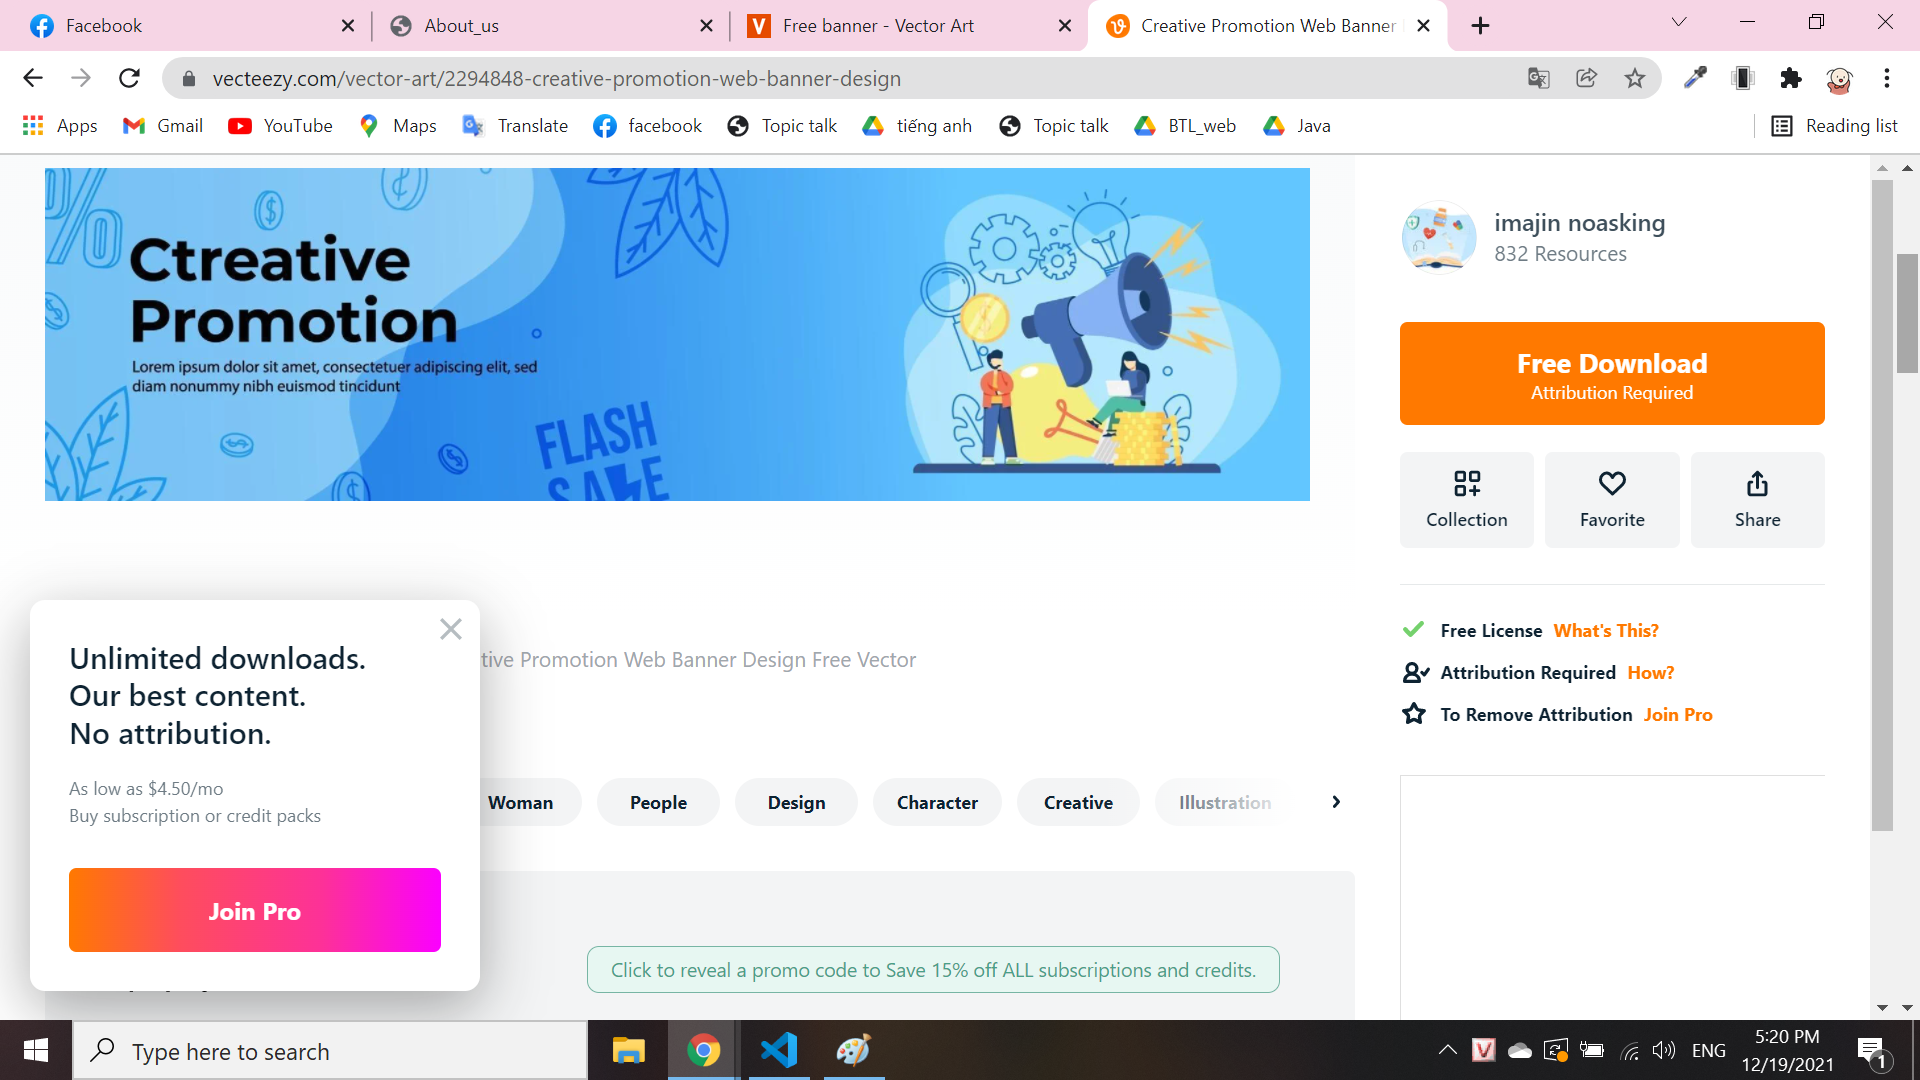 Facebook
About_us
Free banner - Vector Art
Creative Promotion Web Banner
vecteezy.com/vector-art/2294848-creative-promotion-web-banner-design
Apps
Gmail
YouTube
Maps
Translate
facebook
Topic talk
tiếng anh
Topic talk
BTL_web
Java
Reading list
Ctreative
Promotion
Lorem ipsum dolor sit amet, consectetuer adipiscing elit, sed
diam nonummy nibh euismod tincidunt
FLASH
SALE
imajin noasking
832 Resources
Free Download
Attribution Required
Collection
Favorite
Share
Free License What's This?
Attribution Required How?
To Remove Attribution Join Pro
tive Promotion Web Banner Design Free Vector
Unlimited downloads.
Our best content.
No attribution.
As low as $4.50/mo
Buy subscription or credit packs
Join Pro
Woman
People
Design
Character
Creative
Illustration
Click to reveal a promo code to Save 15% off ALL subscriptions and credits.
Type here to search
ENG
5:20 PM
12/19/2021
1